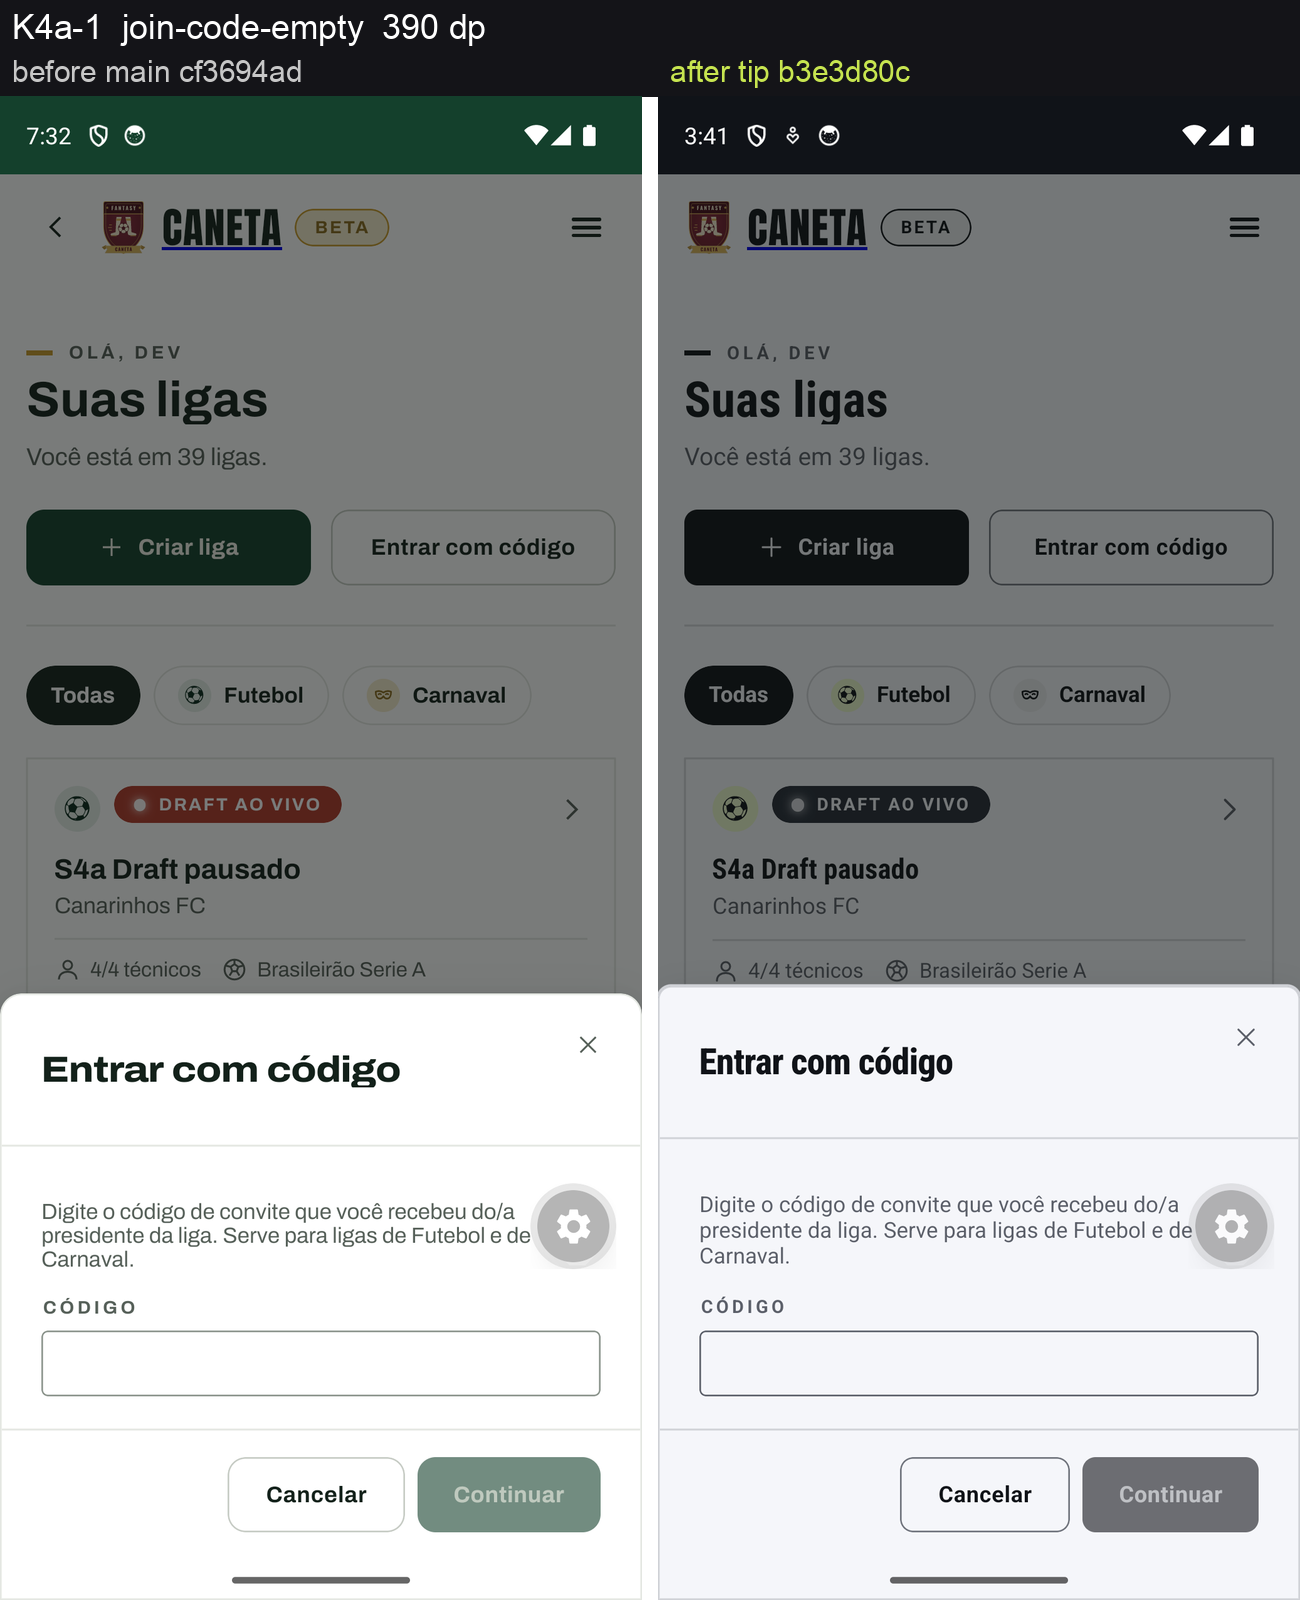 K4a-1 join-code-empty 390 dp
before main cf3694ad
after tip b3e3d80c
7:32
FANTASY
CANETA
CANETA
BETA
OLÁ, DEV
Suas ligas
Você está em 39 ligas.
Criar liga
Entrar com código
Todas
Futebol
Carnaval
DRAFT AO VIVO
S4a Draft pausado
Canarinhos FC
4/4 técnicos
Brasileirão Serie A
Entrar com código
Digite o código de convite que você recebeu do/a
presidente da liga. Serve para ligas de Futebol e de
Carnaval.
CÓDIGO
Cancelar
Continuar
3:41
FANTASY
CANETA
CANETA
BETA
OLÁ, DEV
Suas ligas
Você está em 39 ligas.
Criar liga
Entrar com código
Todas
Futebol
Carnaval
DRAFT AO VIVO
S4a Draft pausado
Canarinhos FC
4/4 técnicos
Brasileirão Serie A
Entrar com código
Digite o código de convite que você recebeu do/a
presidente da liga. Serve para ligas de Futebol e de
Carnaval.
CÓDIGO
Cancelar
Continuar